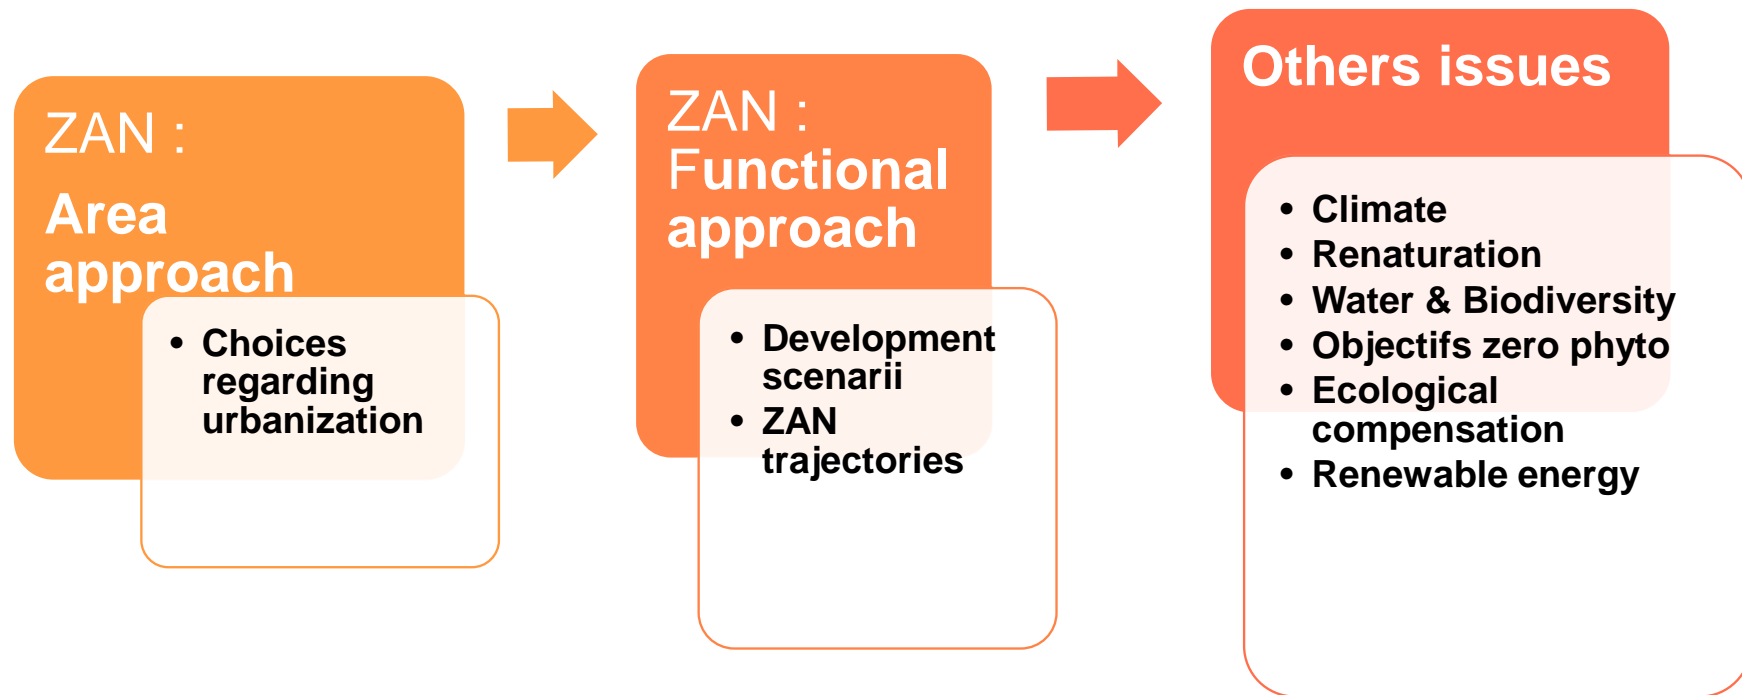 ZAN :
Area
approach
• Choices
regarding
urbanization
ZAN :
Functional
approach
• Development
scenarii
• ZAN
trajectories
Others issues
• Climate
• Renaturation
• Water & Biodiversity
• Objectifs zero phyto
• Ecological
compensation
• Renewable energy